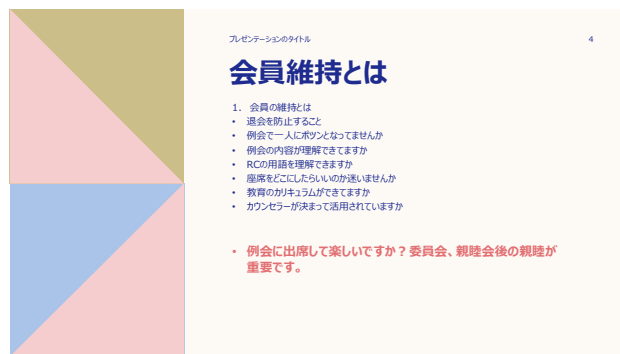 プレゼンテーションのタイトル
4
会員維持とは
1. 会員の維持とは
• 退会を防止すること
• 例会で一人にポツンとなってませんか
• 例会の内容が理解できてますか
• RCの用語を理解できますか
• 座席をどこにしたらいいのか迷いませんか
• 教育のカリキュラムができてますか
• カウンセラーが決まって活用されていますか
• 例会に出席して楽しいですか？委員会、親睦会後の親睦が
重要です。